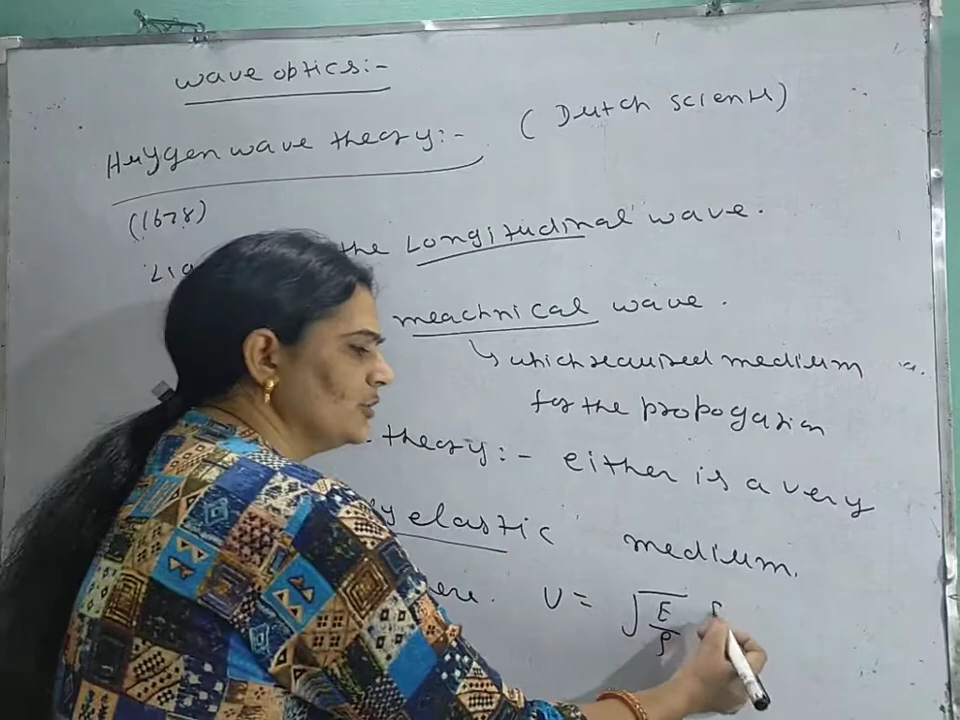 wave optics:-
Huygen wave theory:- (Dutch scientist)
(1678)
the Longitudinal wave.
meachnical wave.
which required medium
for the propogation
theory:- either is a very
elastic medium.
v = √E/ρ